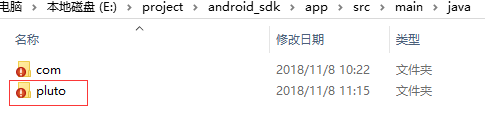 电脑 › 本地磁盘 (E:) › project › android_sdk › app › src › main › java
名称 修改日期 类型
com 2018/11/8 10:22 文件夹
pluto 2018/11/8 11:15 文件夹